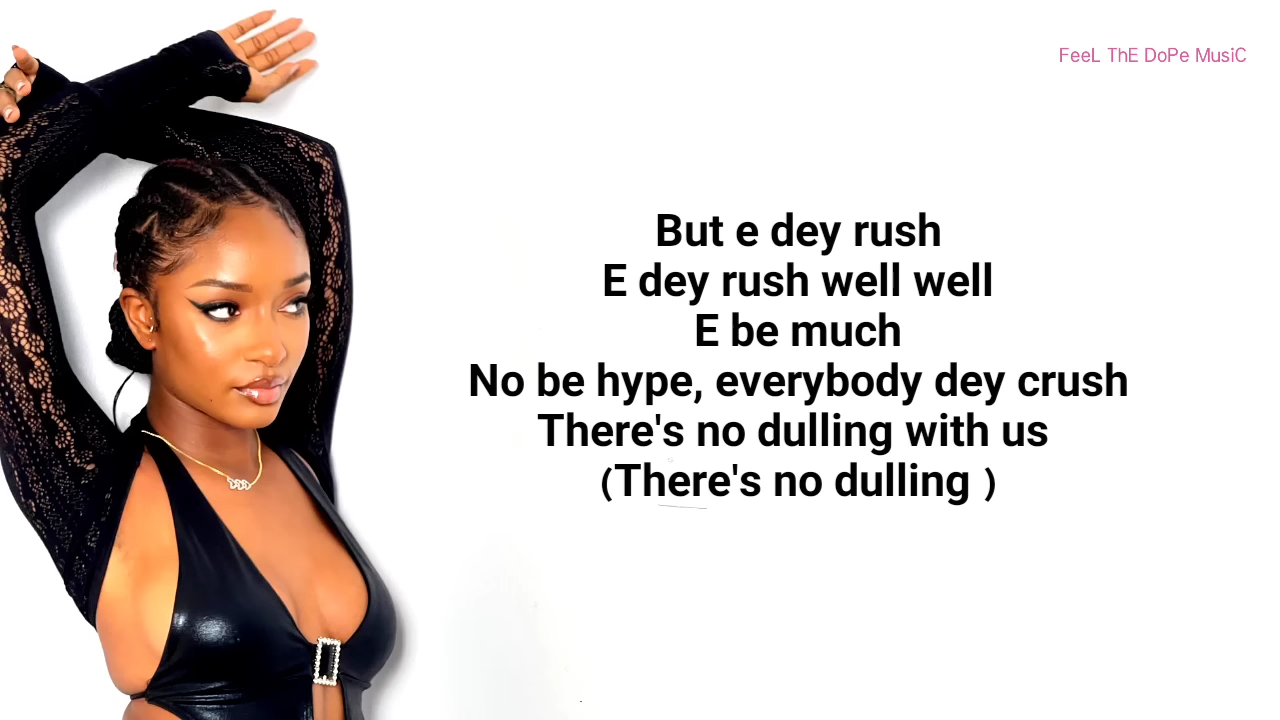 FeeL ThE DoPe MusiC
But e dey rush
E dey rush well well
E be much
No be hype, everybody dey crush
There's no dulling with us
(There's no dulling )